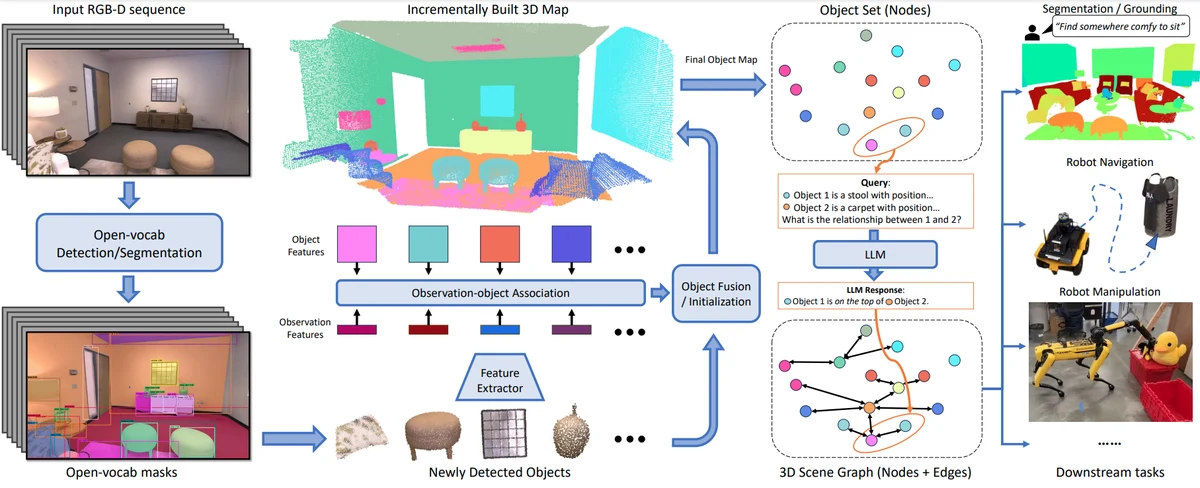 Input RGB-D sequence
Open-vocab
Detection/Segmentation
Open-vocab masks
Incrementally Built 3D Map
Object
Features
Observation-object Association
Observation
Features
Feature
Extractor
Newly Detected Objects
Object Fusion
/ Initialization
Final Object Map
Object Set (Nodes)
Query:
Object 1 is a stool with position...
Object 2 is a carpet with position...
What is the relationship between 1 and 2?
LLM
LLM Response:
Object 1 is on the top of Object 2.
3D Scene Graph (Nodes + Edges)
Segmentation / Grounding
“Find somewhere comfy to sit”
Robot Navigation
LAUNDRY
Robot Manipulation
......
Downstream tasks